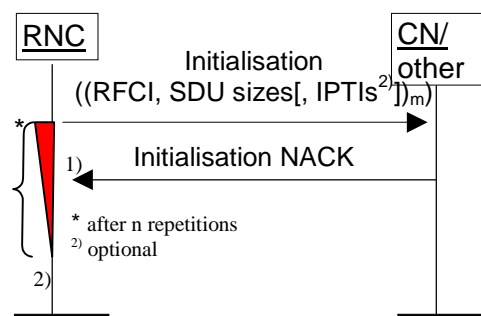 RNC
CN/
other
Initialisation
((RFCI, SDU sizes[, IPTIs2)])m)
*
1)
Initialisation NACK
* after n repetitions
2) optional
2)